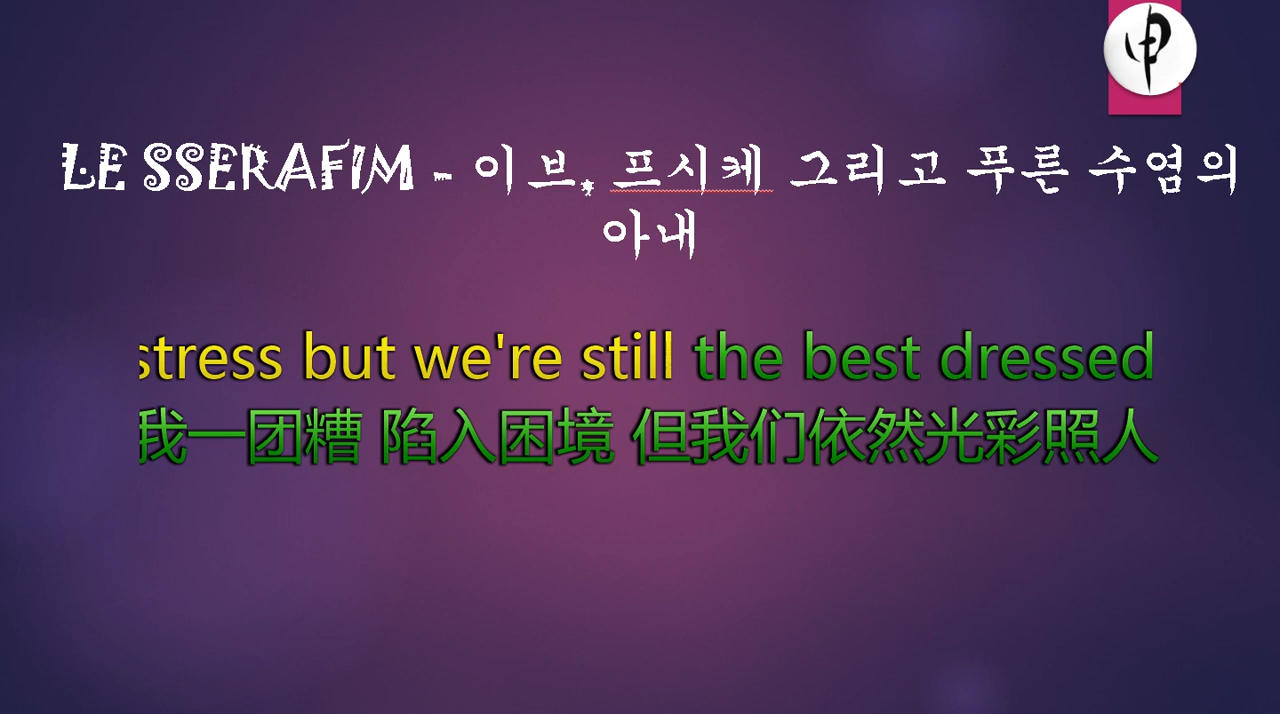 LE SSERAFIM - 이브, 프시케 그리고 푸른 수염의
아내
stress but we're still the best dressed
我一团糟 陷入困境 但我们依然光彩照人